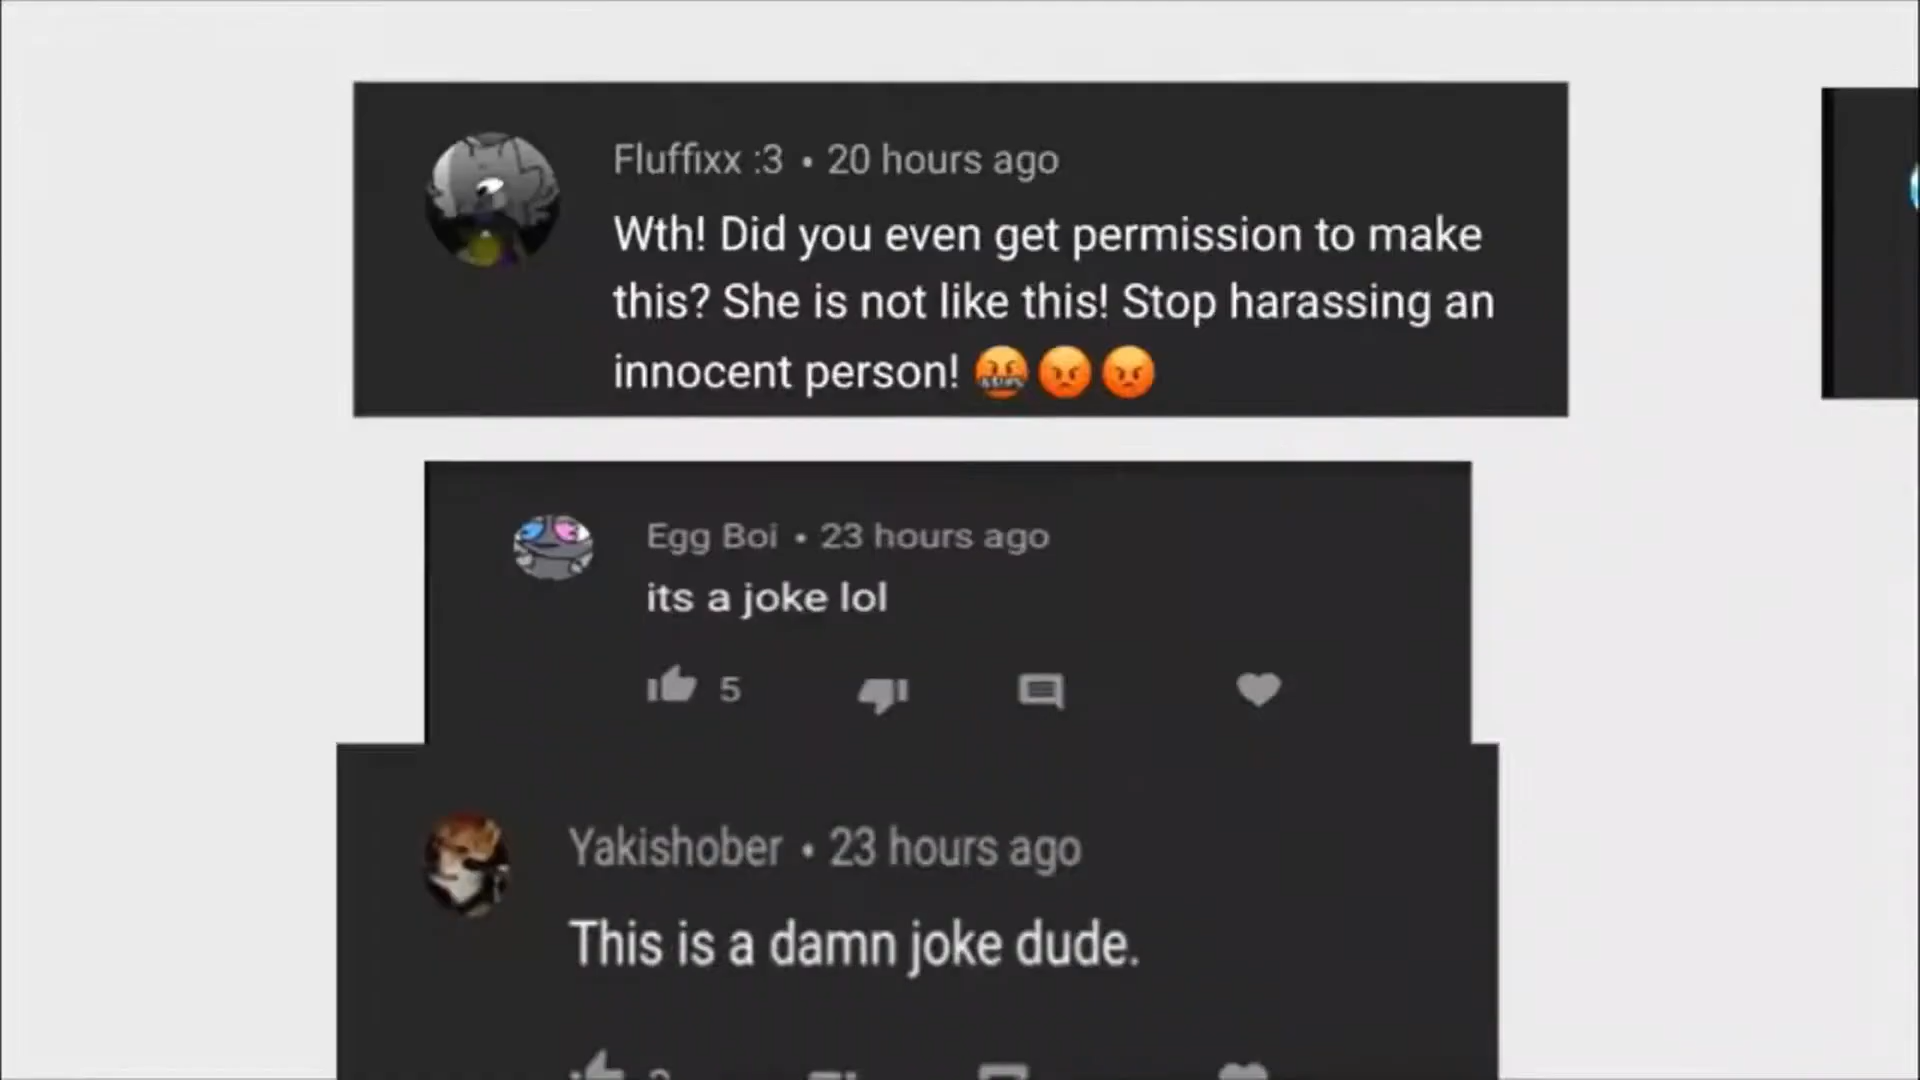 Fluffixx :3 • 20 hours ago
Wth! Did you even get permission to make
this? She is not like this! Stop harassing an
innocent person! 🤬😡😡
Egg Boi • 23 hours ago
its a joke lol
5
Yakishober • 23 hours ago
This is a damn joke dude.